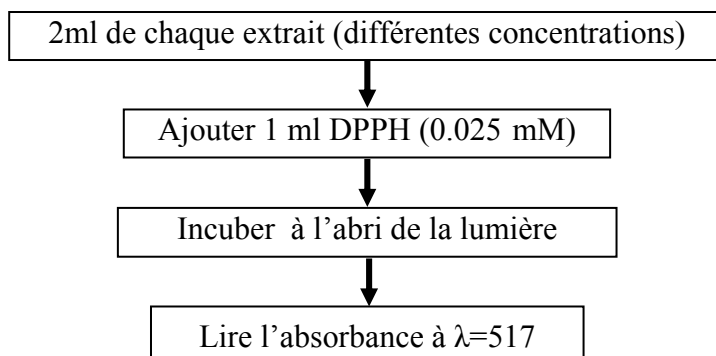 2ml de chaque extrait (différentes concentrations)
Ajouter 1 ml DPPH (0.025 mM)
Incuber à l’abri de la lumière
Lire l’absorbance à λ=517